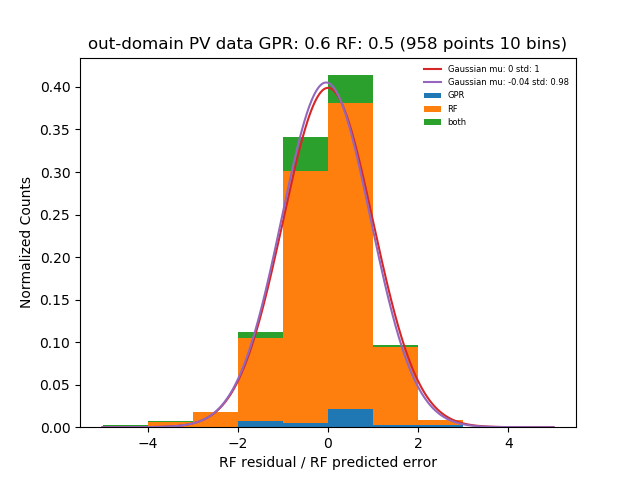 out-domain PV data GPR: 0.6 RF: 0.5 (958 points 10 bins)
Gaussian mu: 0 std: 1
Gaussian mu: -0.04 std: 0.98
GPR
RF
both
Normalized Counts
0.40
0.35
0.30
0.25
0.20
0.15
0.10
0.05
0.00
−4 −2 0 2 4
RF residual / RF predicted error